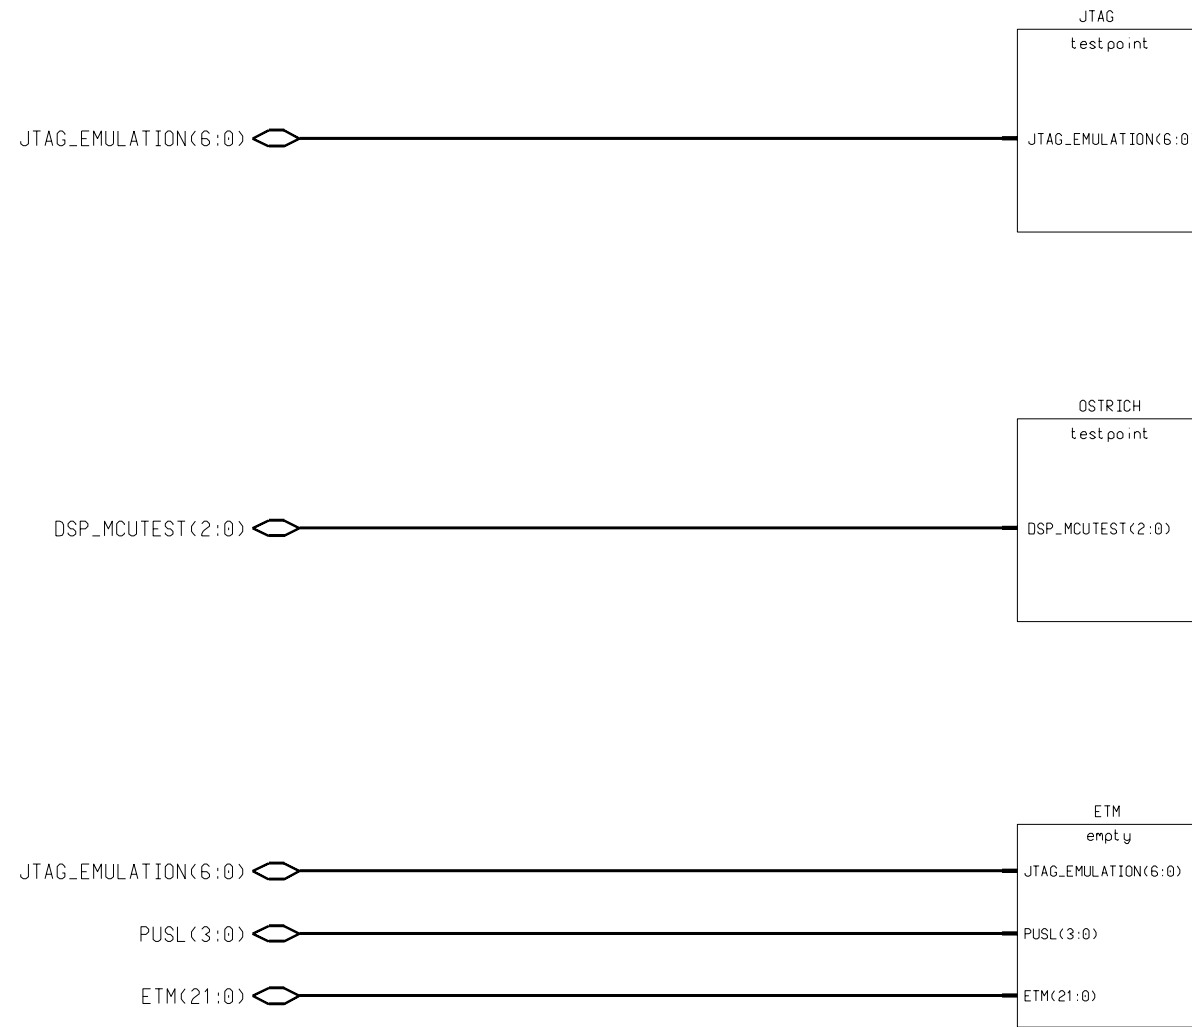 JTAG
testpoint
JTAG_EMULATION(6:0)
JTAG_EMULATION(6:0
OSTRICH
testpoint
DSP_MCUTEST(2:0)
DSP_MCUTEST(2:0)
ETM
empty
JTAG_EMULATION(6:0)
JTAG_EMULATION(6:0)
PUSL(3:0)
PUSL(3:0)
ETM(21:0)
ETM(21:0)